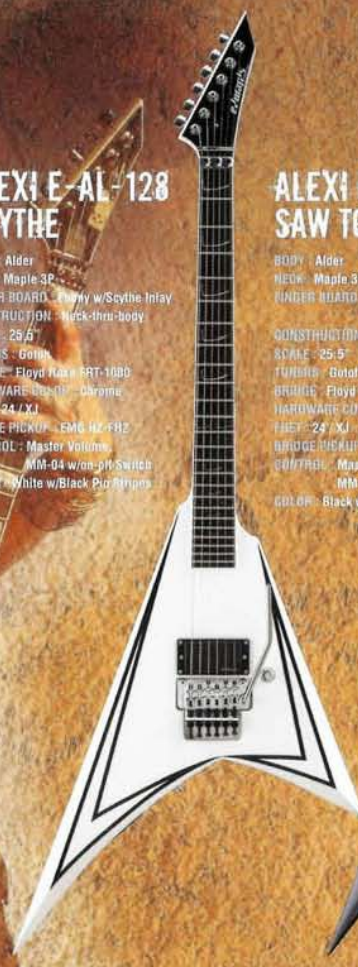 EXI E-AL-128
YTHE
Alder
Maple 3P
R BOARD : Ebony w/Scythe Inlay
TRUCTION : Neck-thru-body
: 25.5"
S : Gotoh
E : Floyd Rose FRT-1000
WARE COLOR : Chrome
24 / XJ
E PICKUP : EMG HZ-FH2
OL : Master Volume,
MM-04 w/on-off Switch
White w/Black Pin Stripes
Edwards
ALEXI
SAW TO
BODY : Alder
NECK : Maple 3
FINGER BOARD
CONSTRUCTION
SCALE : 25.5"
TUNERS : Gotoh
BRIDGE : Floyd
HARDWARE CO
FRET : 24 / XJ
BRIDGE PICKUP
CONTROL : Mas
MM
COLOR : Black w